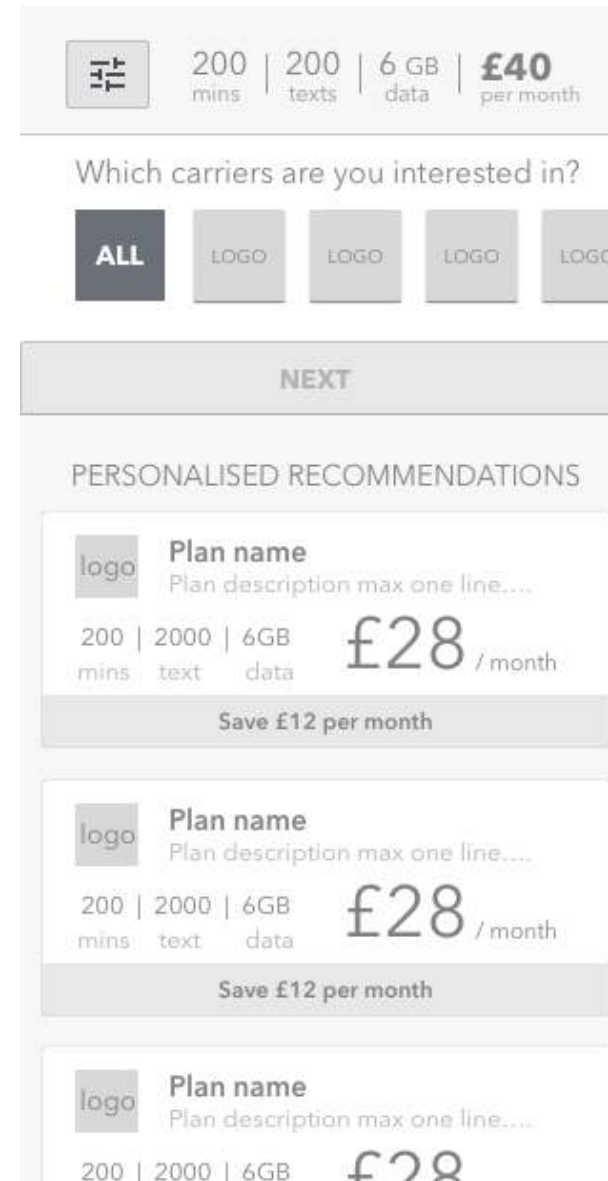 200 | 200 | 6 GB | £40
mins texts data per month
Which carriers are you interested in?
ALL LOGO LOGO LOGO LOGO
NEXT
PERSONALISED RECOMMENDATIONS
logo Plan name
Plan description max one line....
200 | 2000 | 6GB £28 / month
mins text data
Save £12 per month
logo Plan name
Plan description max one line....
200 | 2000 | 6GB £28 / month
mins text data
Save £12 per month
logo Plan name
Plan description max one line....
200 | 2000 | 6GB £28